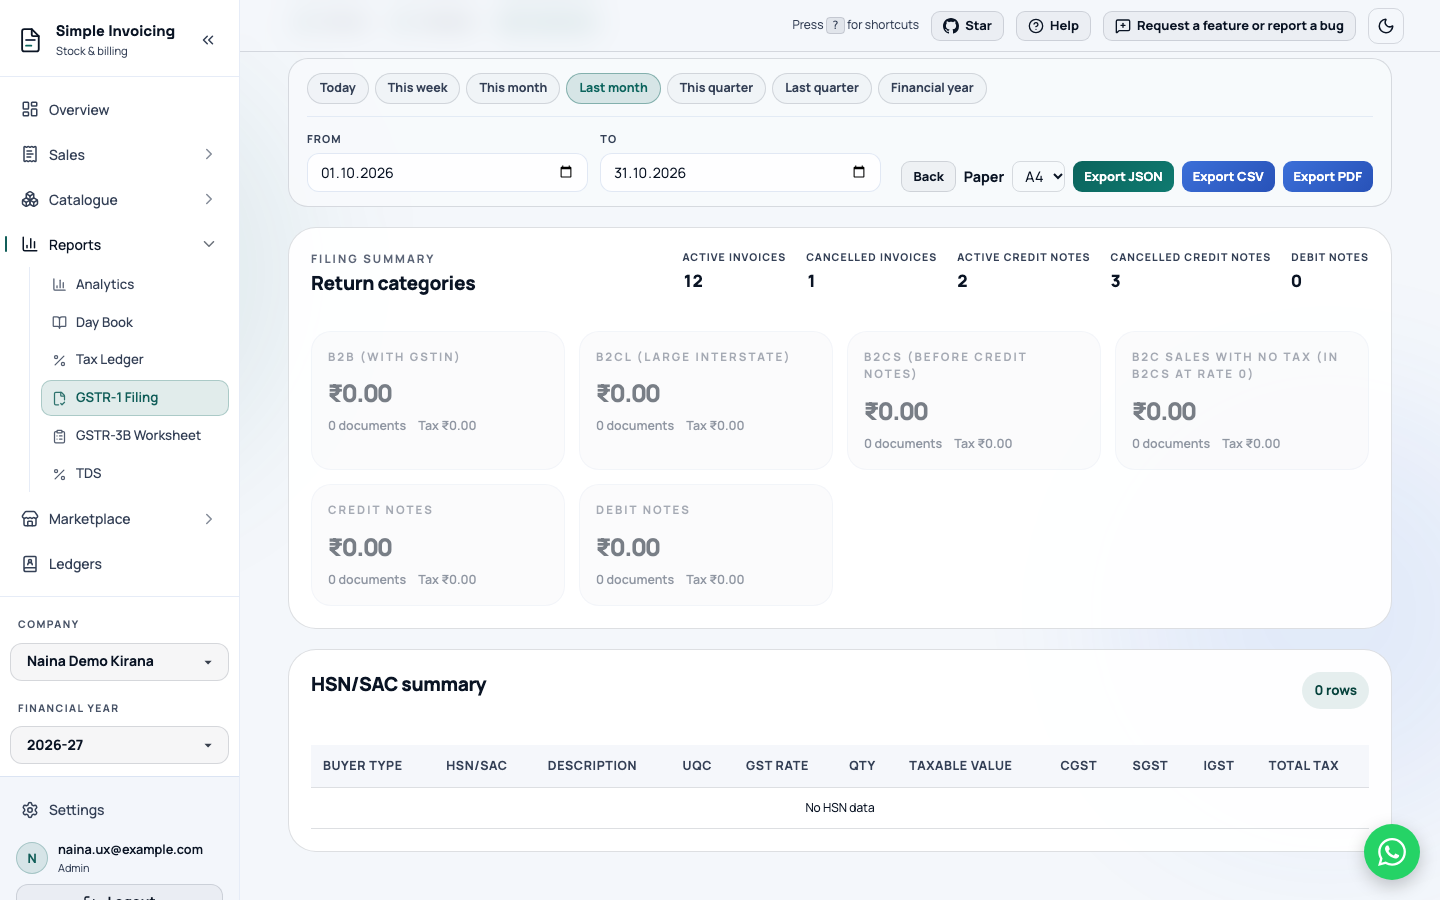 Simple Invoicing
Stock & billing
Press ? for shortcuts
Star
Help
Request a feature or report a bug
Overview
Sales
Catalogue
Reports
Analytics
Day Book
Tax Ledger
GSTR-1 Filing
GSTR-3B Worksheet
TDS
Marketplace
Ledgers
COMPANY
Naina Demo Kirana
FINANCIAL YEAR
2026-27
Settings
N
naina.ux@example.com
Admin
Logout
Today
This week
This month
Last month
This quarter
Last quarter
Financial year
FROM
01.10.2026
TO
31.10.2026
Back
Paper
A4
Export JSON
Export CSV
Export PDF
FILING SUMMARY
Return categories
ACTIVE INVOICES
12
CANCELLED INVOICES
1
ACTIVE CREDIT NOTES
2
CANCELLED CREDIT NOTES
3
DEBIT NOTES
0
B2B (WITH GSTIN)
₹0.00
0 documents Tax ₹0.00
B2CL (LARGE INTERSTATE)
₹0.00
0 documents Tax ₹0.00
B2CS (BEFORE CREDIT
NOTES)
₹0.00
0 documents Tax ₹0.00
B2C SALES WITH NO TAX (IN
B2CS AT RATE 0)
₹0.00
0 documents Tax ₹0.00
CREDIT NOTES
₹0.00
0 documents Tax ₹0.00
DEBIT NOTES
₹0.00
0 documents Tax ₹0.00
HSN/SAC summary
0 rows
BUYER TYPE HSN/SAC DESCRIPTION UQC GST RATE QTY TAXABLE VALUE CGST SGST IGST TOTAL TAX
No HSN data